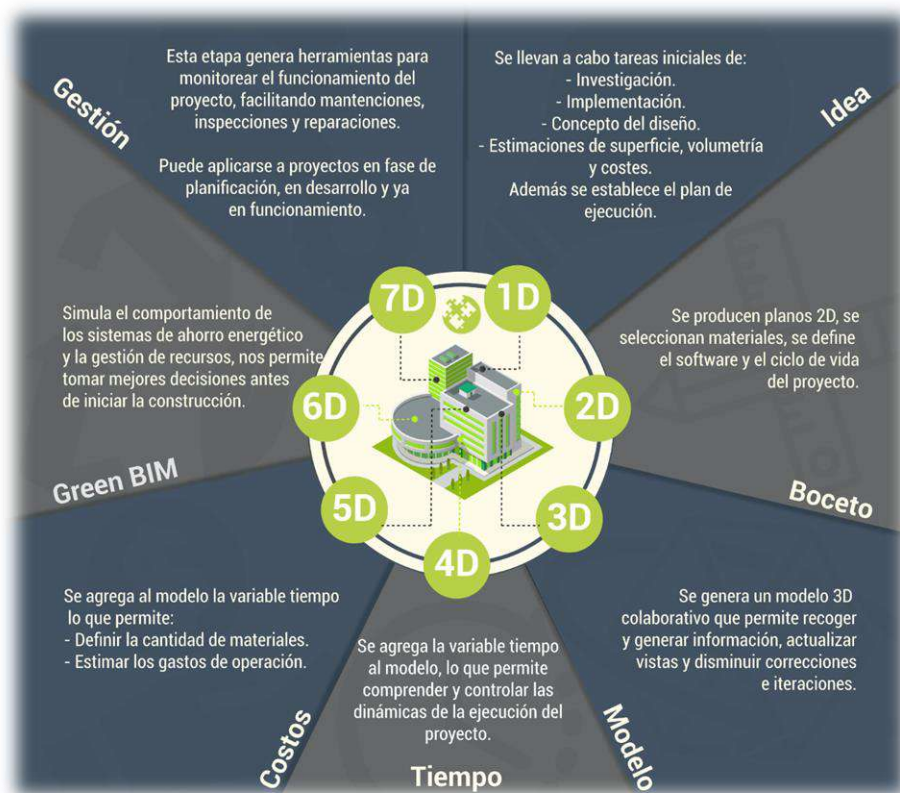 Idea
Se llevan a cabo tareas iniciales de:
- Investigación.
- Implementación.
- Concepto del diseño.
- Estimaciones de superficie, volumetría
y costes.
Además se establece el plan de
ejecución.
1D
Boceto
Se producen planos 2D, se
seleccionan materiales, se define
el software y el ciclo de vida
del proyecto.
2D
Modelo
Se genera un modelo 3D
colaborativo que permite recoger
y generar información, actualizar
vistas y disminuir correcciones
e iteraciones.
3D
4D
Se agrega la variable tiempo
al modelo, lo que permite
comprender y controlar las
dinámicas de la ejecución del
proyecto.
Tiempo
5D
Se agrega al modelo la variable tiempo
lo que permite:
- Definir la cantidad de materiales.
- Estimar los gastos de operación.
Costos
6D
Simula el comportamiento de
los sistemas de ahorro energético
y la gestión de recursos, nos permite
tomar mejores decisiones antes
de iniciar la construcción.
Green BIM
7D
Esta etapa genera herramientas para
monitorear el funcionamiento del
proyecto, facilitando mantenciones,
inspecciones y reparaciones.
Puede aplicarse a proyectos en fase de
planificación, en desarrollo y ya
en funcionamiento.
Gestión